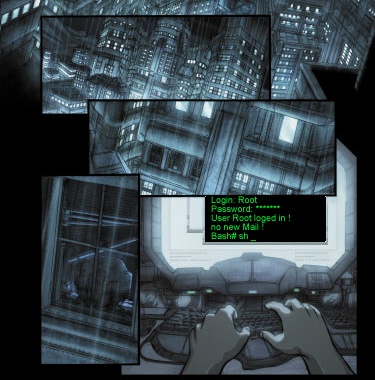 Login: Root
Password: *******
User Root loged in !
no new Mail !
Bash# sh _